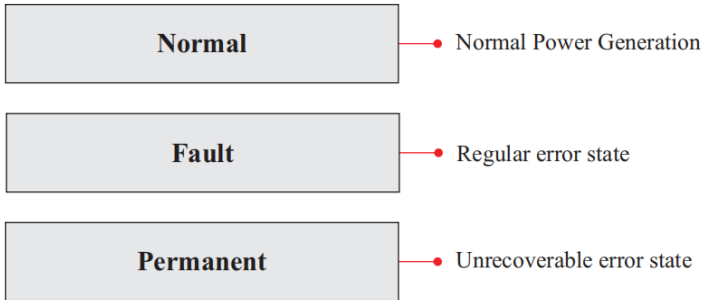 Normal
Normal Power Generation
Fault
Regular error state
Permanent
Unrecoverable error state